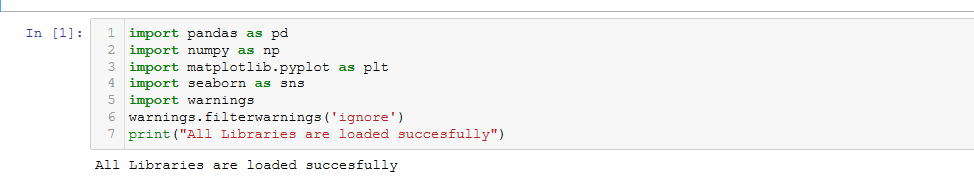 In [1]:
1 import pandas as pd
2 import numpy as np
3 import matplotlib.pyplot as plt
4 import seaborn as sns
5 import warnings
6 warnings.filterwarnings('ignore')
7 print("All Libraries are loaded succesfully")
All Libraries are loaded succesfully